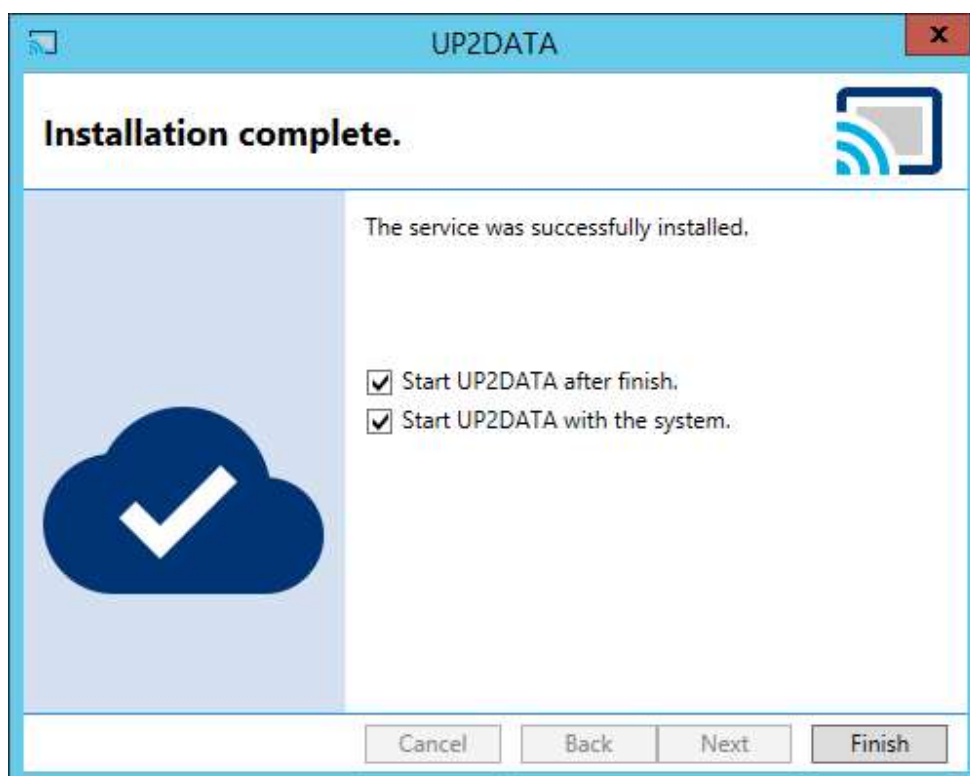 UP2DATA
x
Installation complete.
The service was successfully installed.
Start UP2DATA after finish.
Start UP2DATA with the system.
Cancel Back Next Finish